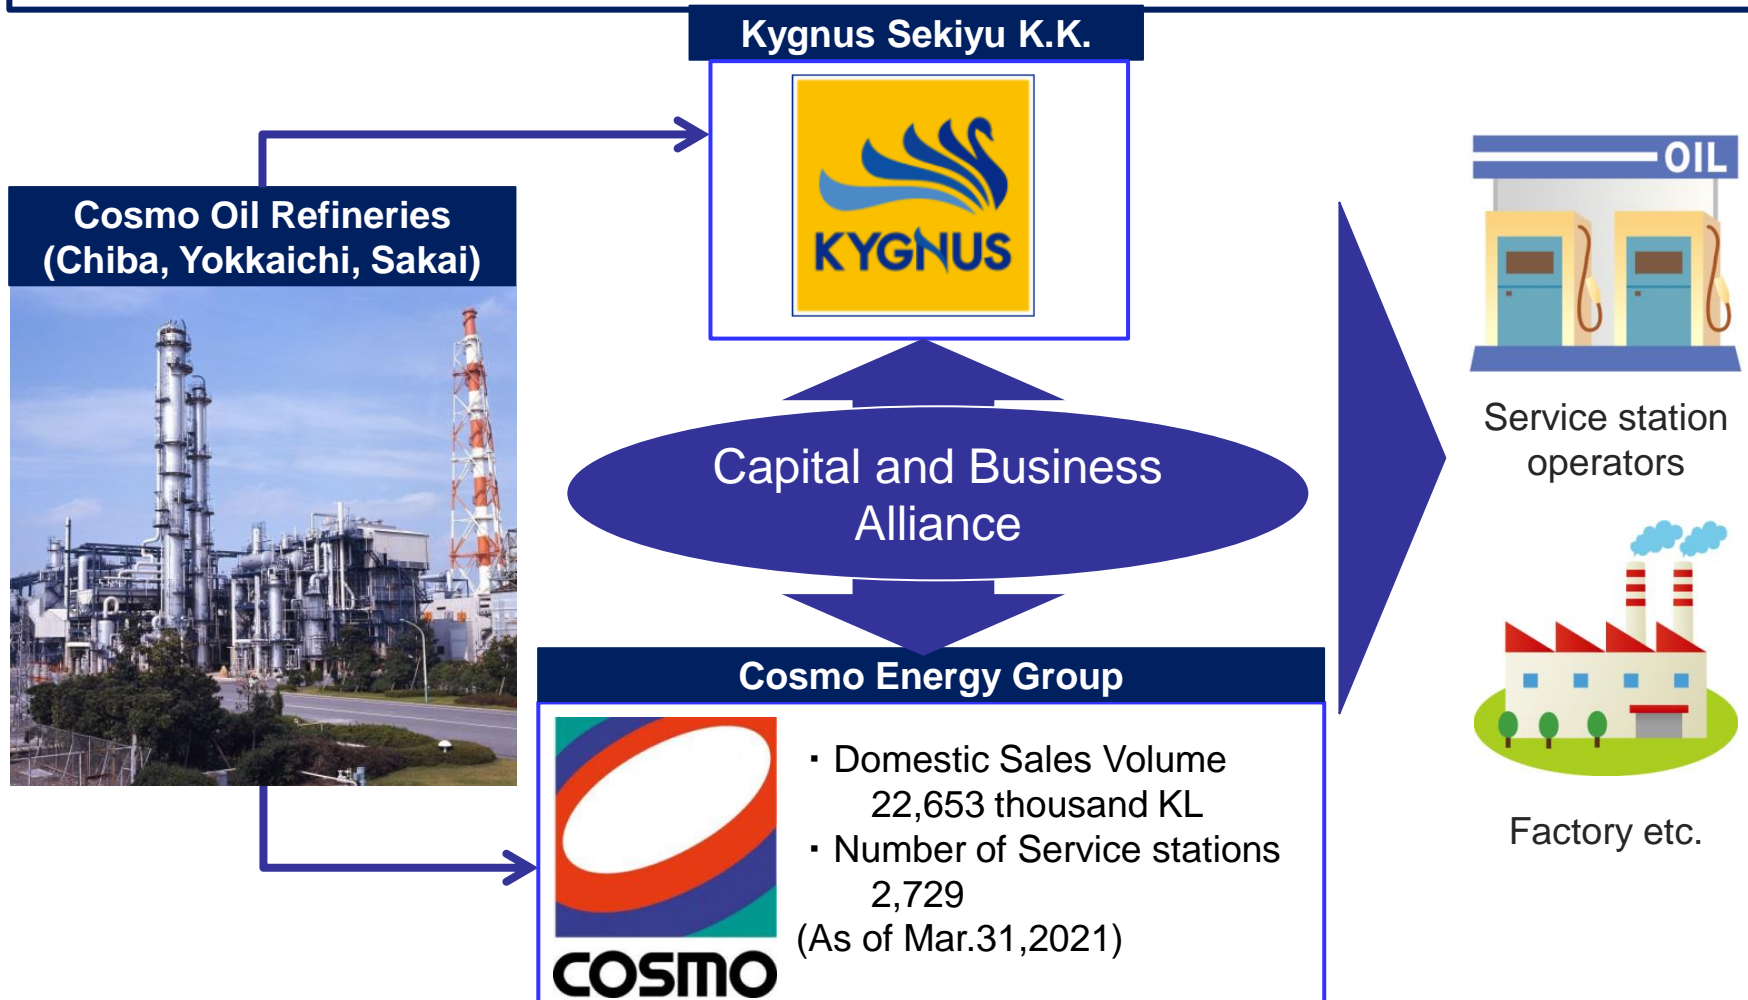 Kygnus Sekiyu K.K.
KYGNUS
Cosmo Oil Refineries
(Chiba, Yokkaichi, Sakai)
OIL
Service station
operators
Capital and Business
Alliance
Cosmo Energy Group
・Domestic Sales Volume
22,653 thousand KL
・Number of Service stations
2,729
(As of Mar.31,2021)
COSMO
Factory etc.